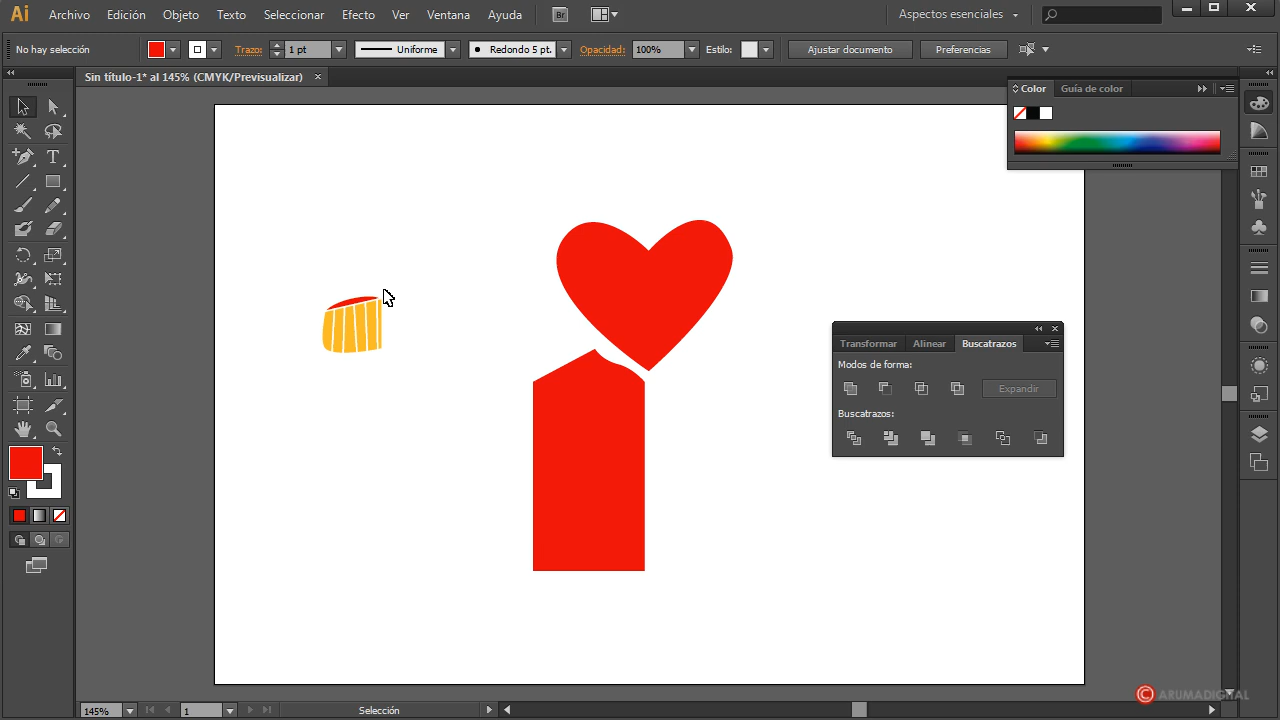 Ai Archivo Edición Objeto Texto Seleccionar Efecto Ver Ventana Ayuda Br Aspectos esenciales
No hay selección Trazo: 1 pt Uniforme Redondo 5 pt. Opacidad: 100% Estilo: Ajustar documento Preferencias
Sin título-1* al 145% (CMYK/Previsualizar)
Color Guía de color
Transformar Alinear Buscatrazos
Modos de forma:
Expandir
Buscatrazos:
© ARUMADIGITAL
145% 1 Selección